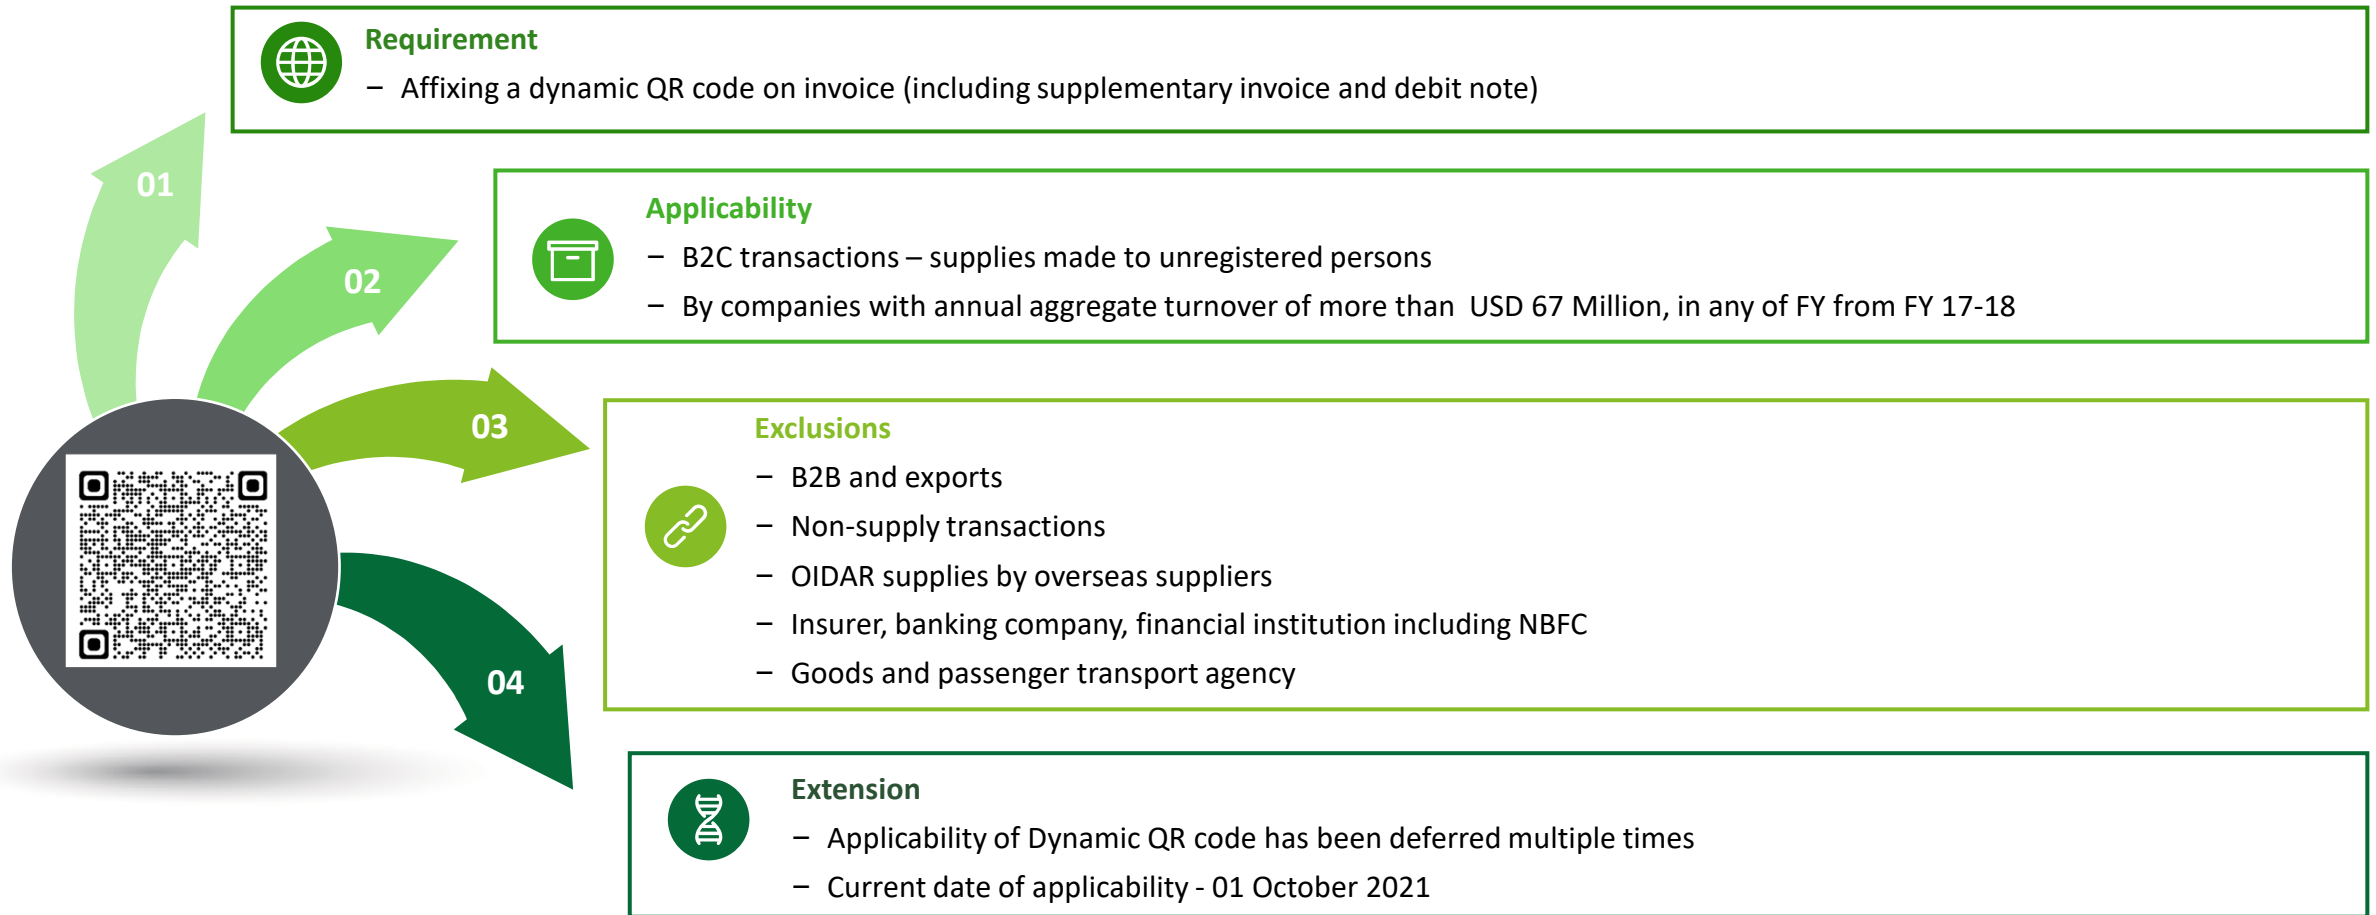 Requirement
– Affixing a dynamic QR code on invoice (including supplementary invoice and debit note)
01
Applicability
– B2C transactions – supplies made to unregistered persons
– By companies with annual aggregate turnover of more than  USD 67 Million, in any of FY from FY 17-18
02
Exclusions
– B2B and exports
– Non-supply transactions
– OIDAR supplies by overseas suppliers
– Insurer, banking company, financial institution including NBFC
– Goods and passenger transport agency
03
Extension
– Applicability of Dynamic QR code has been deferred multiple times
– Current date of applicability - 01 October 2021
04